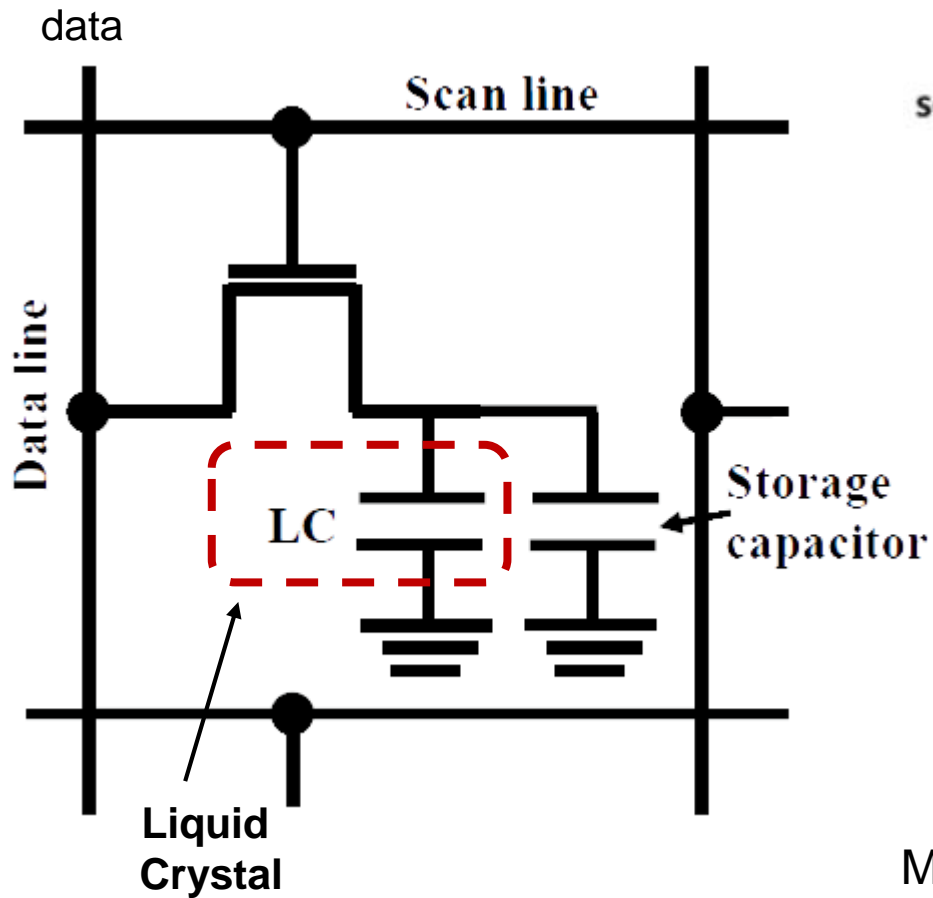 data
Scan line
s
Data line
LC
Storage
capacitor
Liquid
Crystal
M